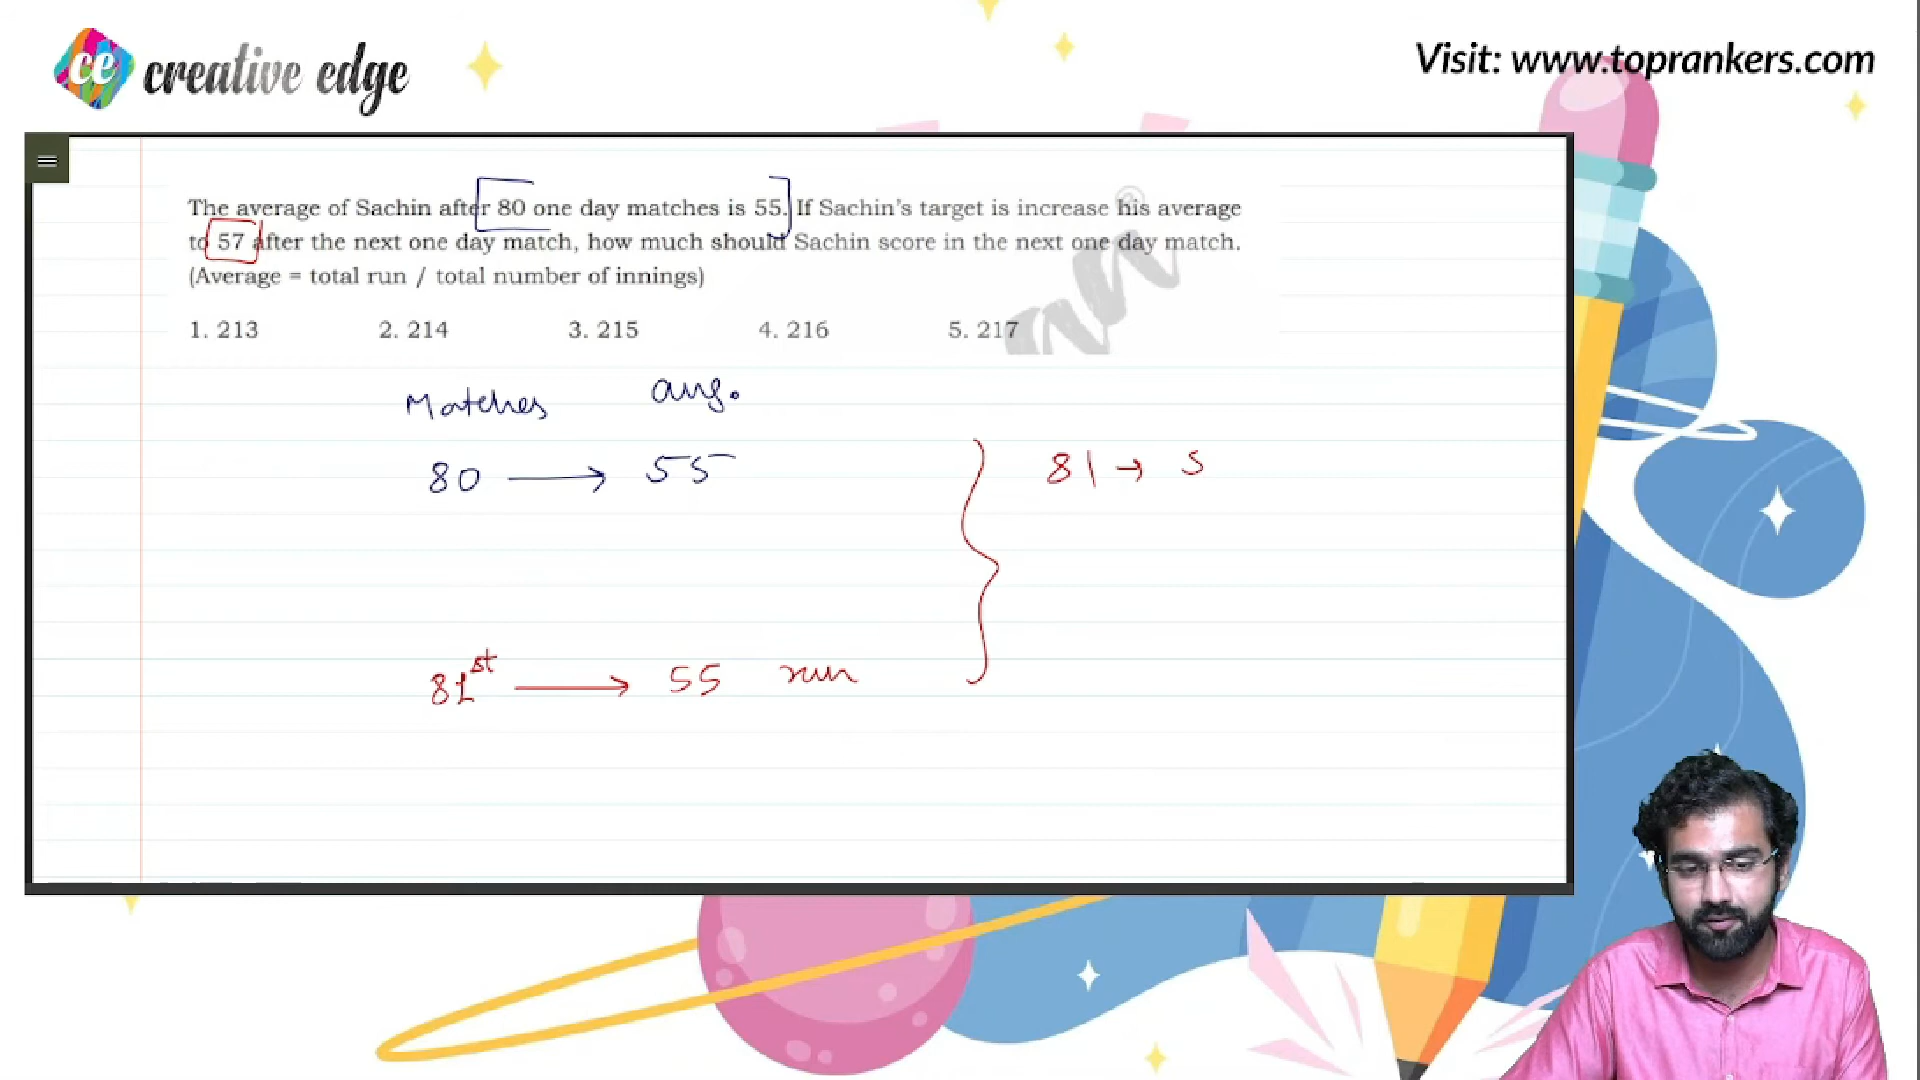 ce creative edge
Visit: www.toprankers.com
The average of Sachin after 80 one day matches is 55. If Sachin's target is increase his average
to 57 after the next one day match, how much should Sachin score in the next one day match.
(Average = total run / total number of innings)
1. 213 2. 214 3. 215 4. 216 5. 217
Matches avg.
80 → 55
81 → 5
81st → 55 run